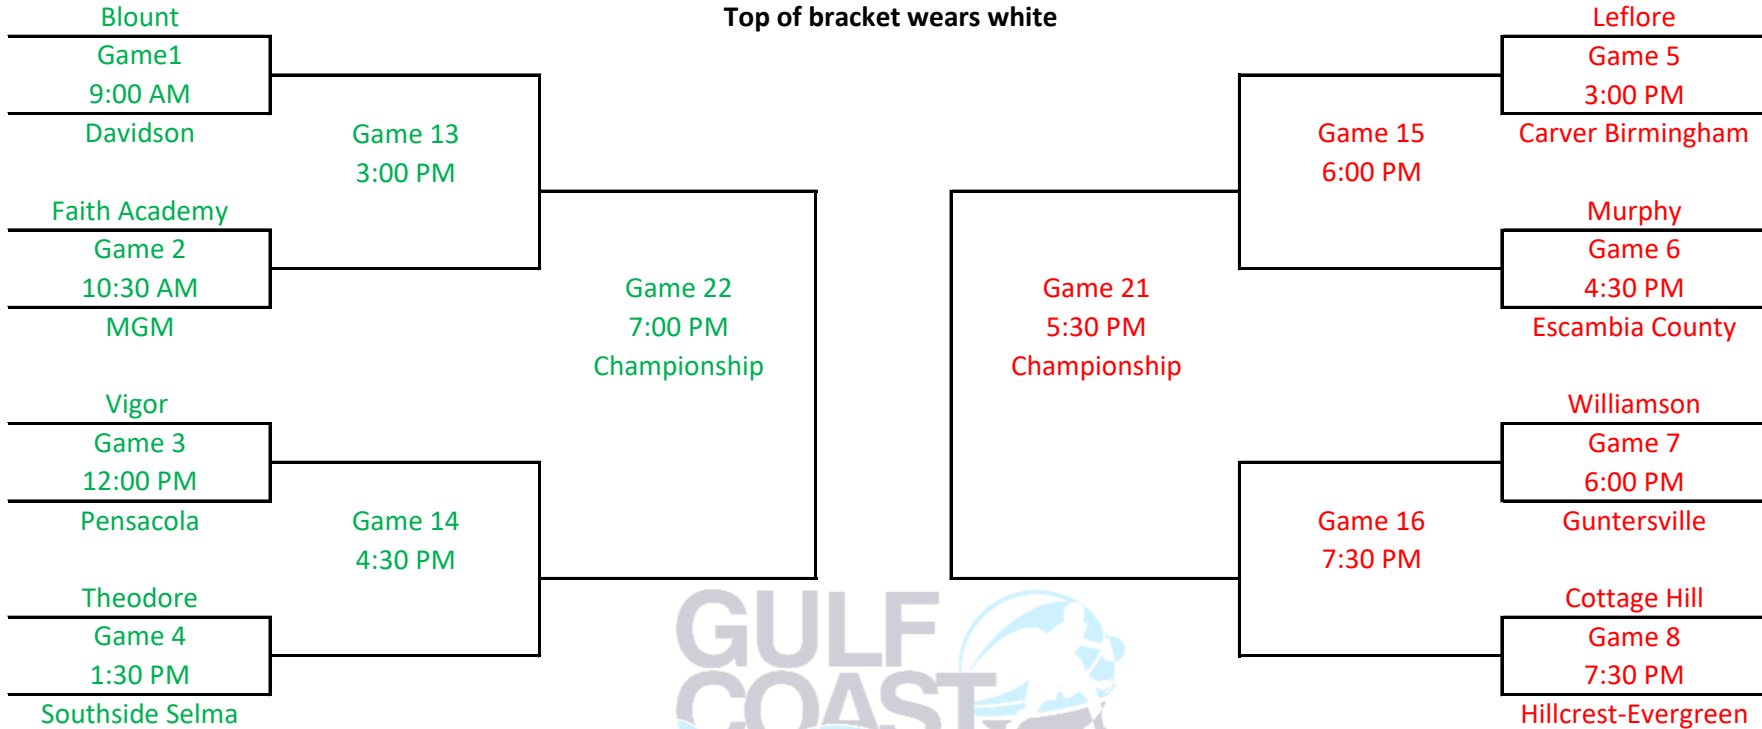 Top of bracket wears white
Blount
Game1
9:00 AM
Davidson
Game 13
3:00 PM
Faith Academy
Game 2
10:30 AM
MGM
Game 22
7:00 PM
Championship
Vigor
Game 3
12:00 PM
Pensacola
Game 14
4:30 PM
Theodore
Game 4
1:30 PM
Southside Selma
Leflore
Game 5
3:00 PM
Carver Birmingham
Game 15
6:00 PM
Murphy
Game 6
4:30 PM
Escambia County
Game 21
5:30 PM
Championship
Williamson
Game 7
6:00 PM
Guntersville
Game 16
7:30 PM
Cottage Hill
Game 8
7:30 PM
Hillcrest-Evergreen
GULF
COAST